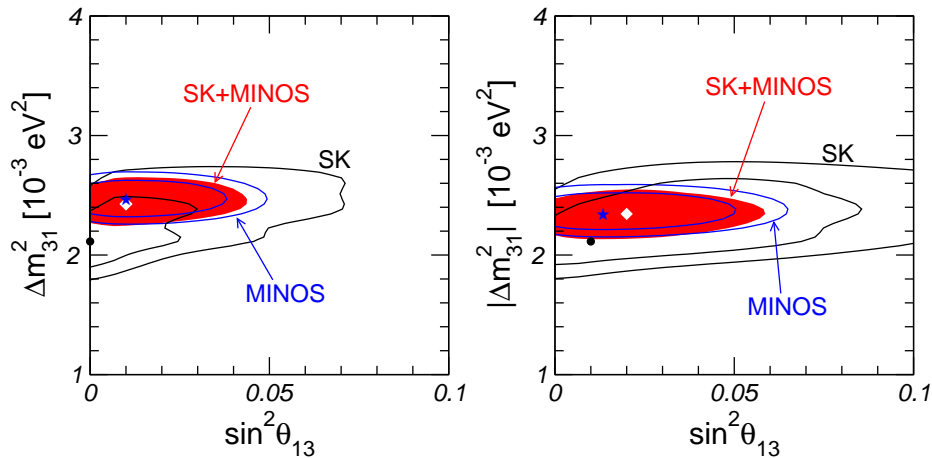 4
3
2
1
Δm²₃₁ [10⁻³ eV²]
SK+MINOS
SK
MINOS
0
0.05
0.1
sin²θ₁₃
4
3
2
1
|Δm²₃₁| [10⁻³ eV²]
SK+MINOS
SK
MINOS
0
0.05
0.1
sin²θ₁₃